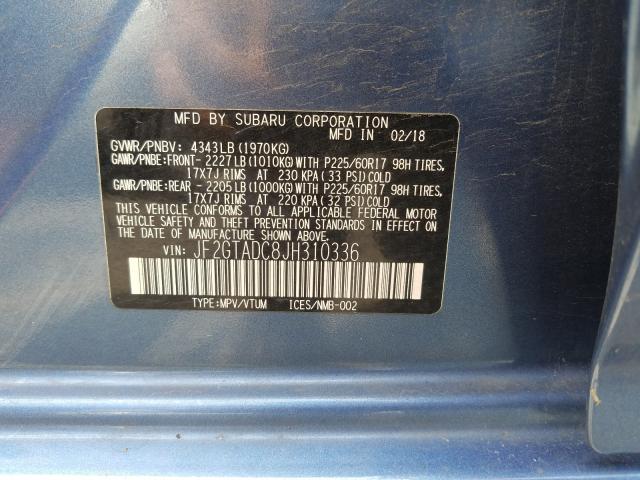 MFD BY SUBARU CORPORATION
MFD IN 02/18
GVWR/PNBV: 4343LB(1970KG)
GAWR/PNBE:FRONT- 2227LB(1010KG)WITH P225/60R17 98H TIRES,
17X7J RIMS AT 230 KPA(33 PSI)COLD
GAWR/PNBE:REAR - 2205LB(1000KG)WITH P225/60R17 98H TIRES,
17X7J RIMS AT 220 KPA(32 PSI)COLD
THIS VEHICLE CONFORMS TO ALL APPLICABLE FEDERAL MOTOR
VEHICLE SAFETY AND THEFT PREVENTION STANDARDS IN EFFECT ON
THE DATE OF MANUFACTURE SHOWN ABOVE.
VIN: JF2GTADC8JH310336
TYPE:MPV/VTUM ICES/NMB-002